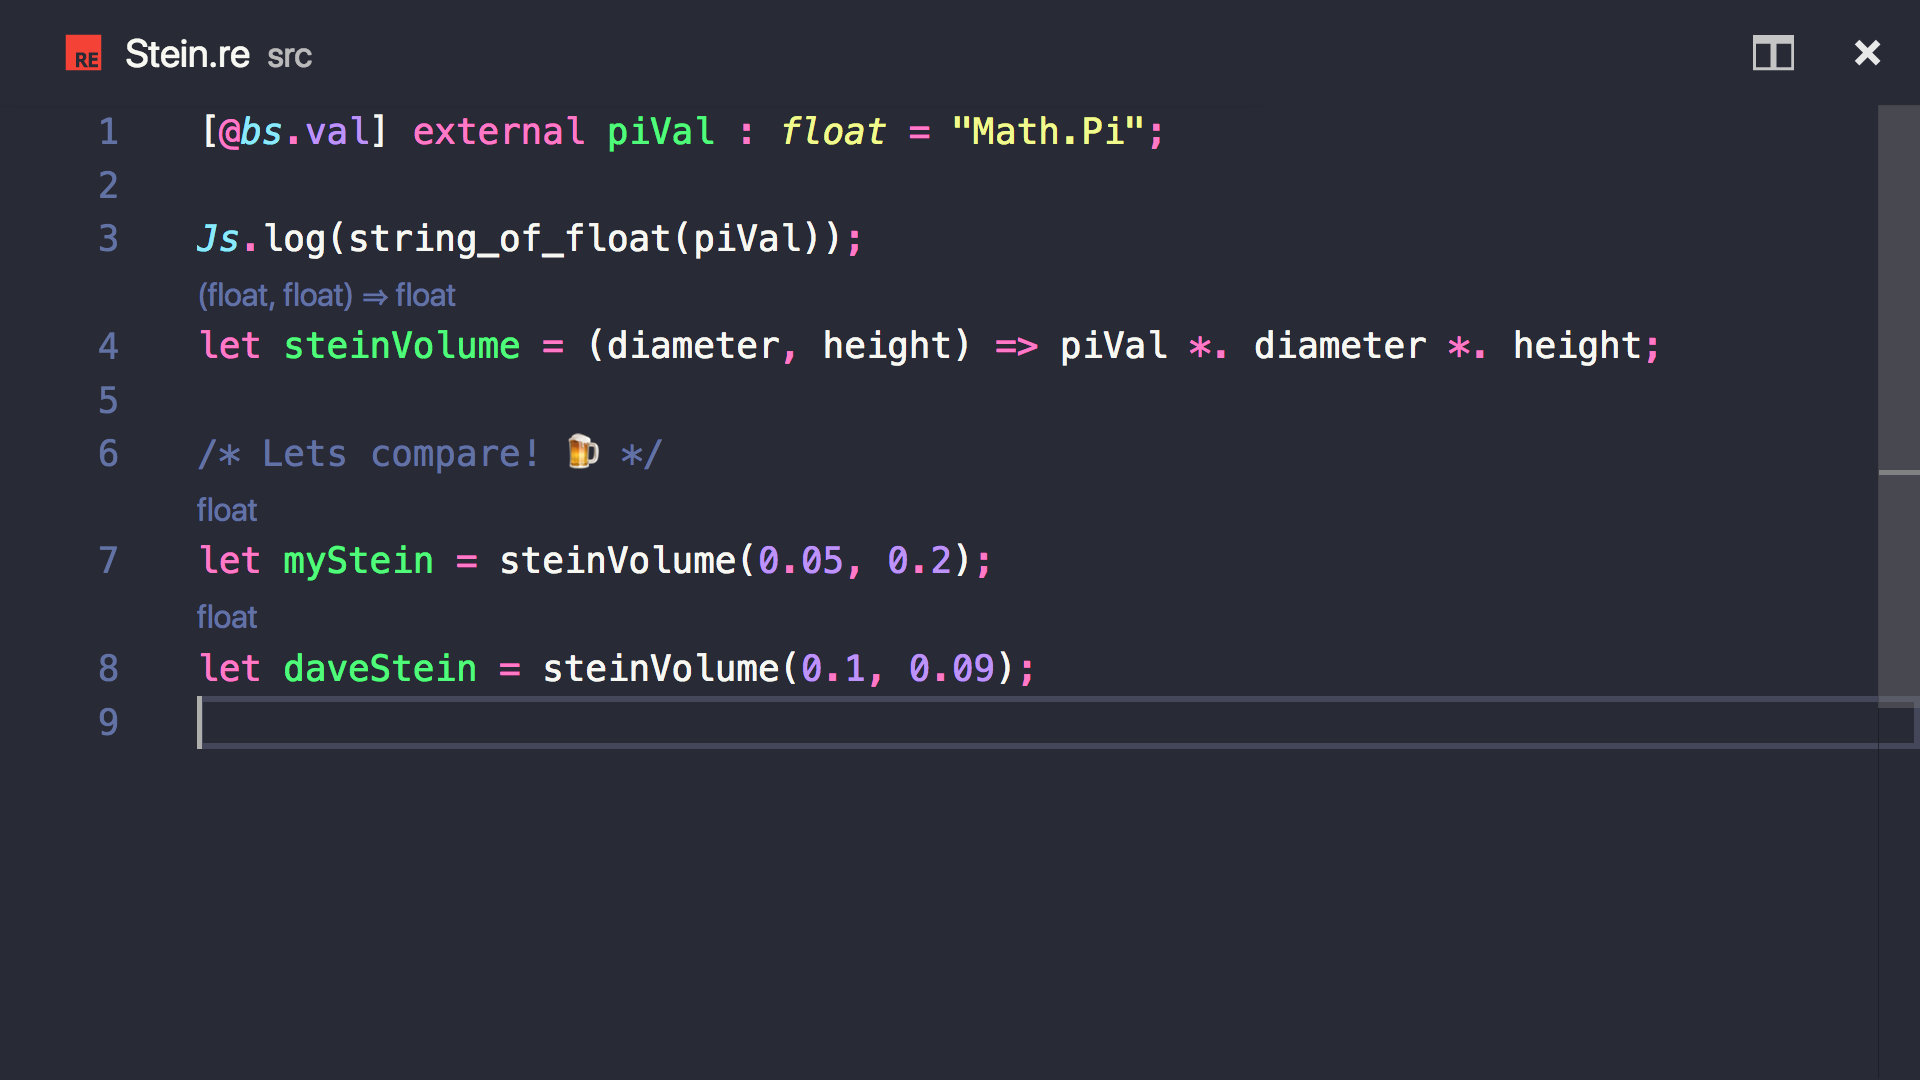 RE Stein.re src
1 [@bs.val] external piVal : float = "Math.Pi";
2
3 Js.log(string_of_float(piVal));
(float, float) => float
4 let steinVolume = (diameter, height) => piVal *. diameter *. height;
5
6 /* Lets compare! 🍺 */
float
7 let myStein = steinVolume(0.05, 0.2);
float
8 let daveStein = steinVolume(0.1, 0.09);
9